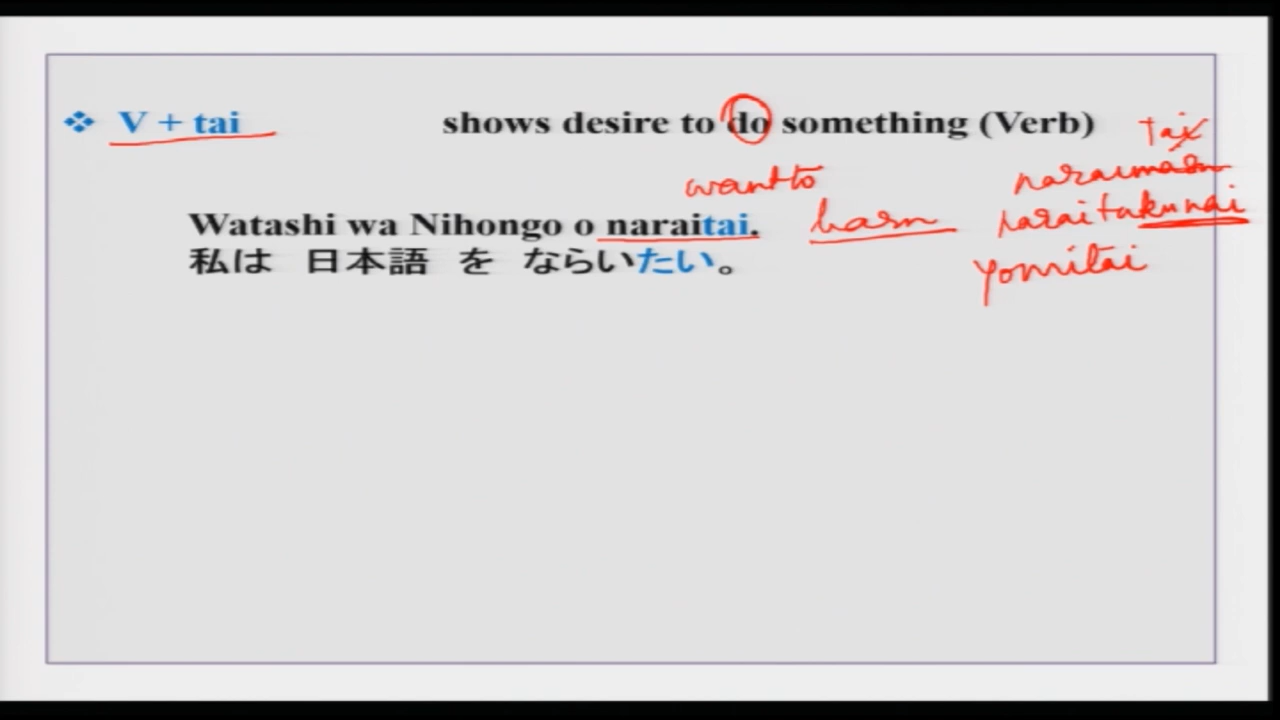 ❖ V + tai shows desire to do something (Verb)
tai
want to naraimasu
Watashi wa Nihongo o naraitai. learn naraitakunai
私は 日本語 を ならいたい。 yomitai